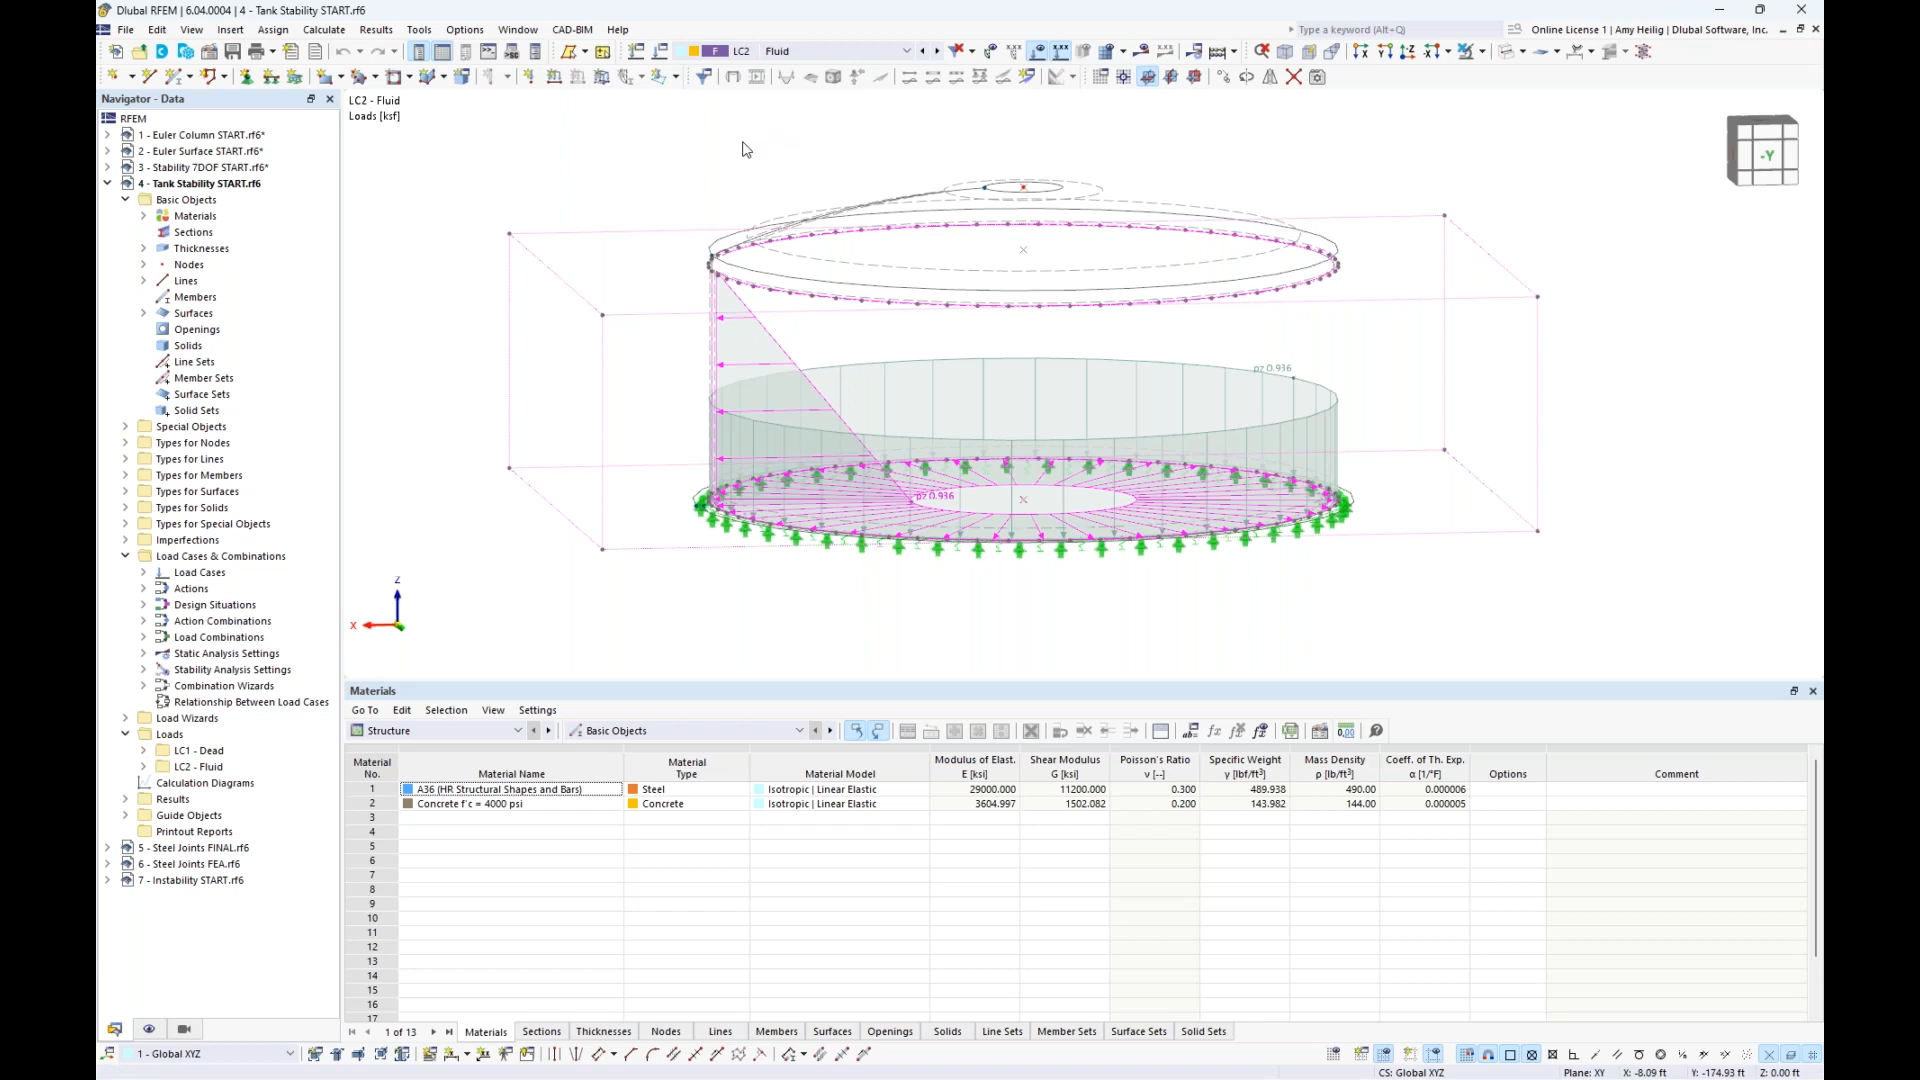 Dlubal RFEM | 6.04.0004 | 4 - Tank Stability START.rf6
File Edit View Insert Assign Calculate Results Tools Options Window CAD-BIM Help
Type a keyword (Alt+Q)
Online License 1 | Amy Heilig | Dlubal Software, Inc.
F LC2 Fluid
Navigator - Data
RFEM
1 - Euler Column START.rf6*
2 - Euler Surface START.rf6*
3 - Stability 7DOF START.rf6*
4 - Tank Stability START.rf6
Basic Objects
Materials
Sections
Thicknesses
Nodes
Lines
Members
Surfaces
Openings
Solids
Line Sets
Member Sets
Surface Sets
Solid Sets
Special Objects
Types for Nodes
Types for Lines
Types for Members
Types for Surfaces
Types for Solids
Types for Special Objects
Imperfections
Load Cases & Combinations
Load Cases
Actions
Design Situations
Action Combinations
Load Combinations
Static Analysis Settings
Stability Analysis Settings
Combination Wizards
Relationship Between Load Cases
Load Wizards
Loads
LC1 - Dead
LC2 - Fluid
Calculation Diagrams
Results
Guide Objects
Printout Reports
5 - Steel Joints FINAL.rf6
6 - Steel Joints FEA.rf6
7 - Instability START.rf6
1 - Global XYZ
LC2 - Fluid
Loads [ksf]
-Y
pz 0.936
pz 0.936
Z
X
Materials
Go To Edit Selection View Settings
Structure Basic Objects
Material No. Material Name Material Type Material Model Modulus of Elast. E [ksi] Shear Modulus G [ksi] Poisson's Ratio ν [--] Specific Weight γ [lbf/ft³] Mass Density ρ [lb/ft³] Coeff. of Th. Exp. α [1/°F] Options Comment
1 A36 (HR Structural Shapes and Bars) Steel Isotropic | Linear Elastic 29000.000 11200.000 0.300 489.938 490.00 0.000006
2 Concrete f'c = 4000 psi Concrete Isotropic | Linear Elastic 3604.997 1502.082 0.200 143.982 144.00 0.000005
3
4
5
6
7
8
9
10
11
12
13
14
15
16
17
1 of 13 Materials Sections Thicknesses Nodes Lines Members Surfaces Openings Solids Line Sets Member Sets Surface Sets Solid Sets
CS: Global XYZ Plane: XY X: -8.09 ft Y: -174.93 ft Z: 0.00 ft